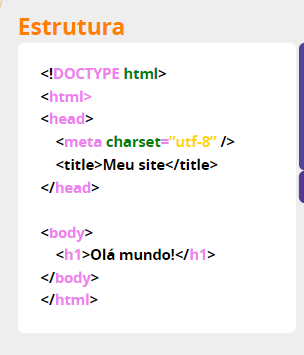 Estrutura
<!DOCTYPE html>
<html>
<head>
<meta charset="utf-8" />
<title>Meu site</title>
</head>
<body>
<h1>Olá mundo!</h1>
</body>
</html>